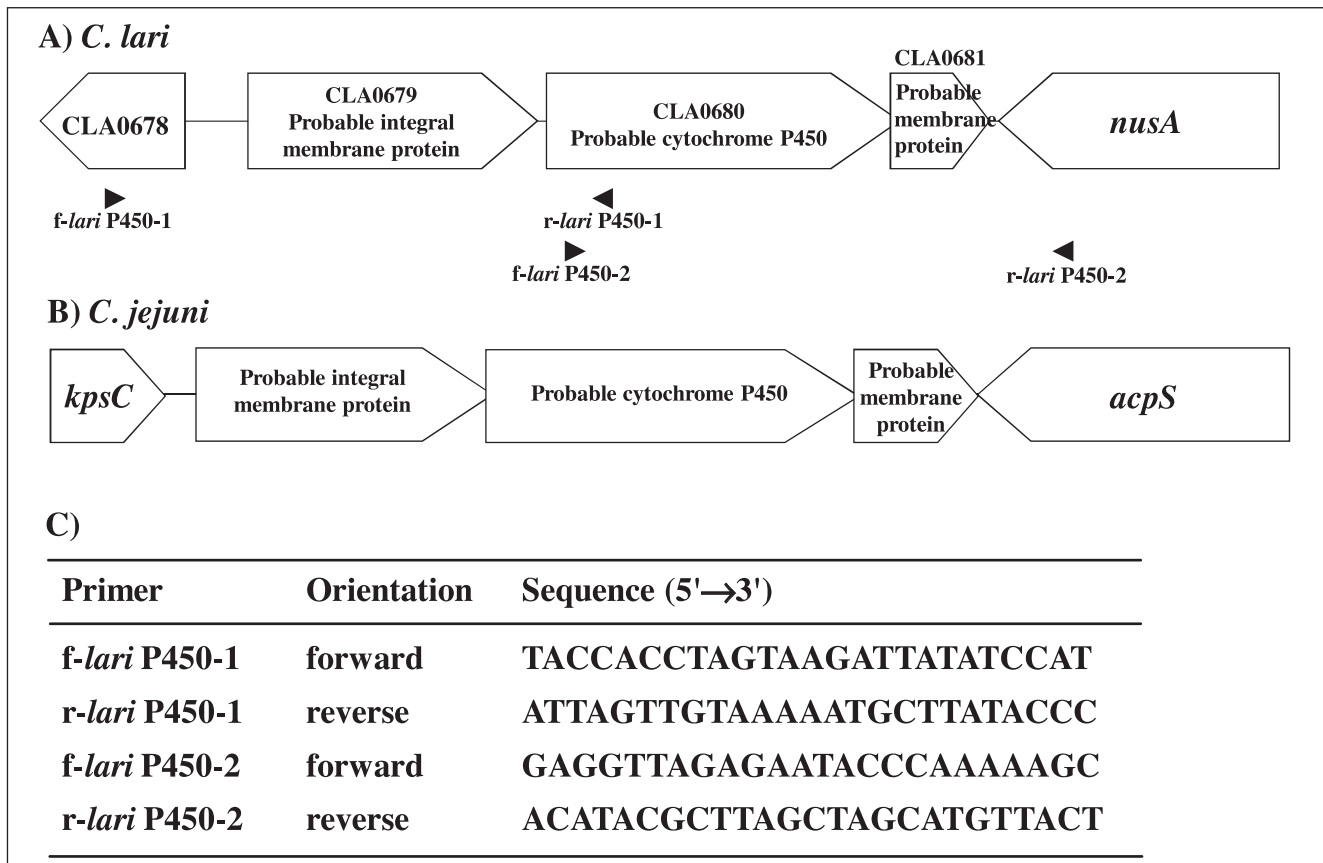 A) C. lari
CLA0678
CLA0679
Probable integral
membrane protein
CLA0680
Probable cytochrome P450
CLA0681
Probable
membrane
protein
nusA
f-lari P450-1
r-lari P450-1
f-lari P450-2
r-lari P450-2
B) C. jejuni
kpsC
Probable integral
membrane protein
Probable cytochrome P450
Probable
membrane
protein
acpS
C)
Primer Orientation Sequence (5'→3')
f-lari P450-1 forward TACCACCTAGTAAGATTATATCCAT
r-lari P450-1 reverse ATTAGTTGTAAAAATGCTTATACCC
f-lari P450-2 forward GAGGTTAGAGAATACCCAAAAAGC
r-lari P450-2 reverse ACATACGCTTAGCTAGCATGTTACT